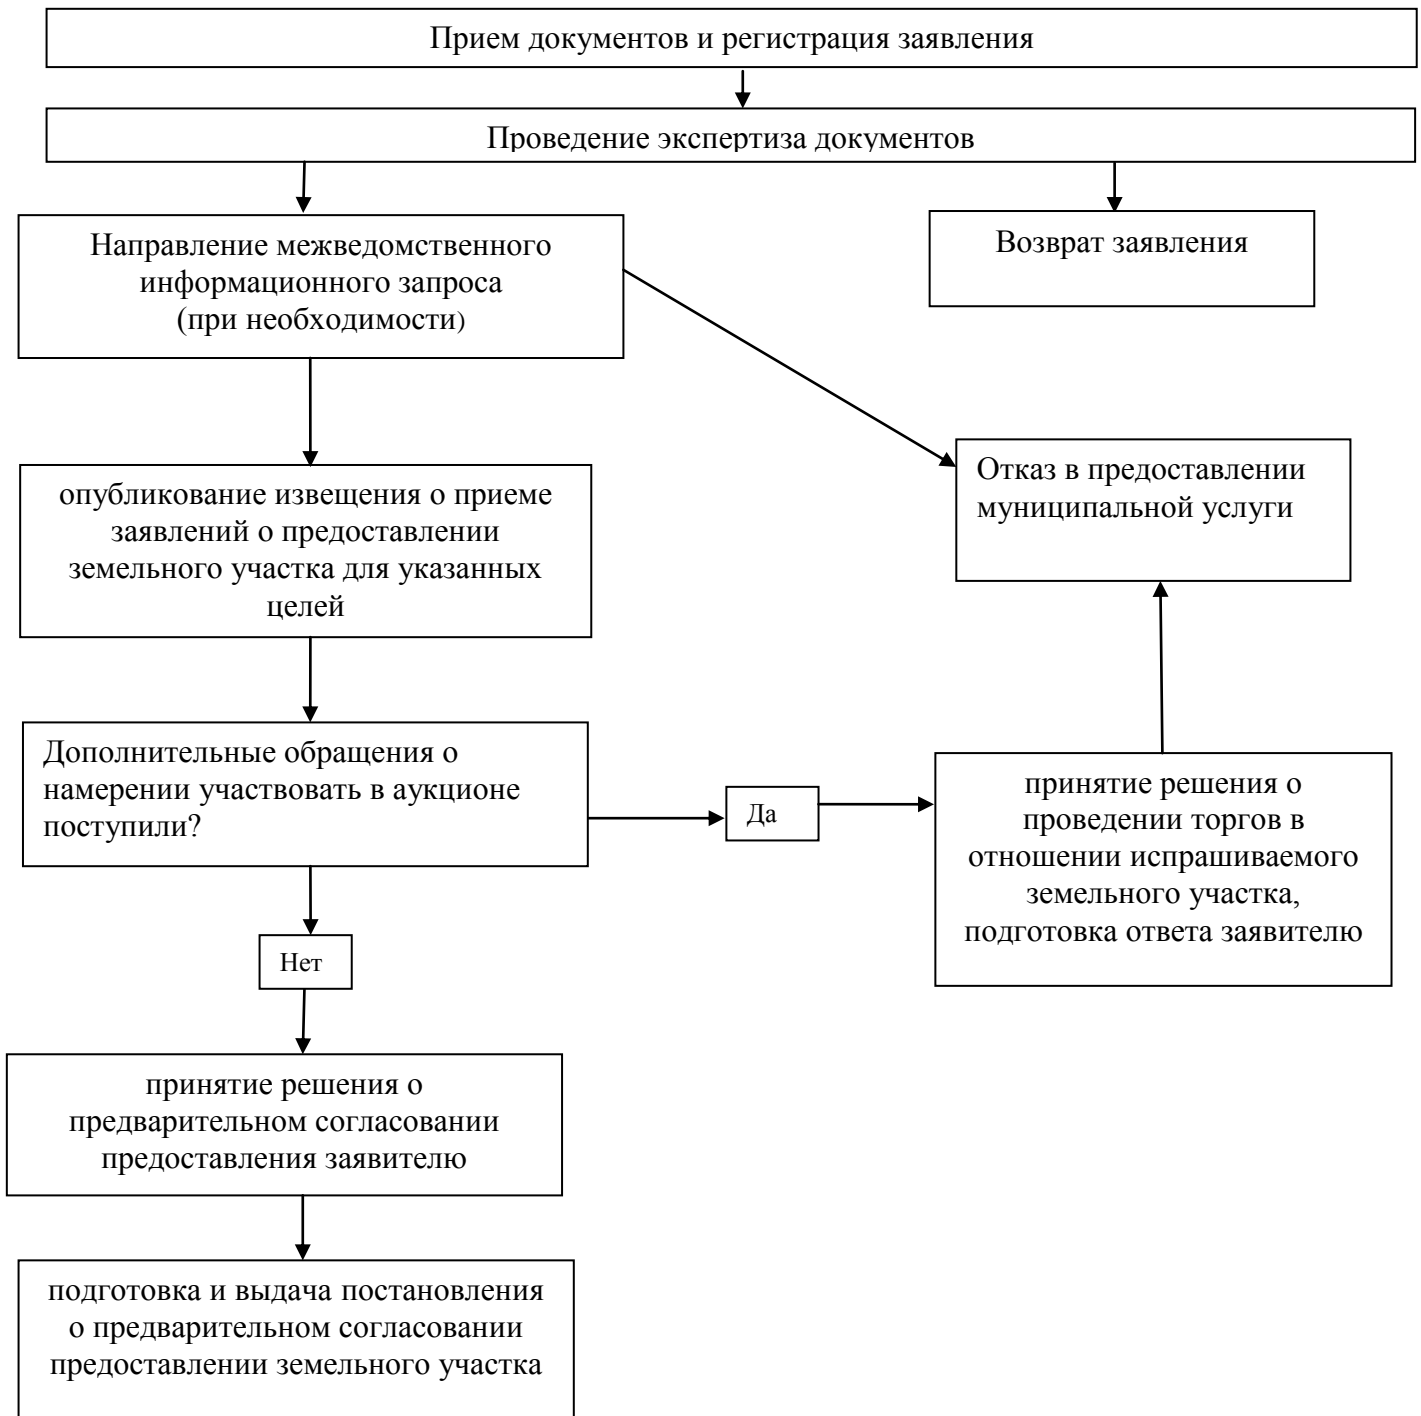 Прием документов и регистрация заявления
Проведение экспертиза документов
Направление межведомственного
информационного запроса
(при необходимости)
Возврат заявления
опубликование извещения о приеме
заявлений о предоставлении
земельного участка для указанных
целей
Отказ в предоставлении
муниципальной услуги
Дополнительные обращения о
намерении участвовать в аукционе
поступили?
Да
принятие решения о
проведении торгов в
отношении испрашиваемого
земельного участка,
подготовка ответа заявителю
Нет
принятие решения о
предварительном согласовании
предоставления заявителю
подготовка и выдача постановления
о предварительном согласовании
предоставлении земельного участка